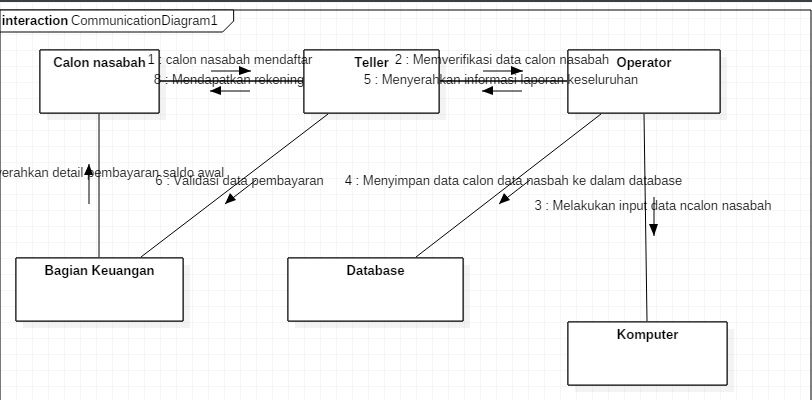 interaction CommunicationDiagram1
Calon nasabah
1 : calon nasabah mendaftar
Teller
2 : Memverifikasi data calon nasabah
Operator
8 : Mendapatkan rekening
5 : Menyerahkan informasi laporan keseluruhan
yerahkan detail pembayaran saldo awal
6 : Validasi data pembayaran
4 : Menyimpan data calon data nasbah ke dalam database
3 : Melakukan input data ncalon nasabah
Bagian Keuangan
Database
Komputer